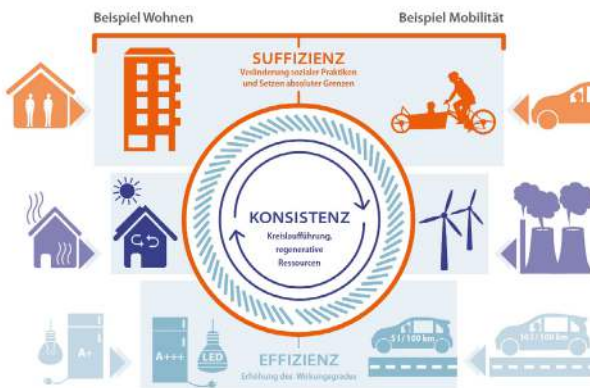 Beispiel Wohnen
Beispiel Mobilität
SUFFIZIENZ
Veränderung sozialer Praktiken
und Setzen absoluter Grenzen
KONSISTENZ
Kreislaufführung,
regenerative
Ressourcen
A+
A+++
LED
EFFIZIENZ
Erhöhung des Wirkungsgrades
5 l / 100 km